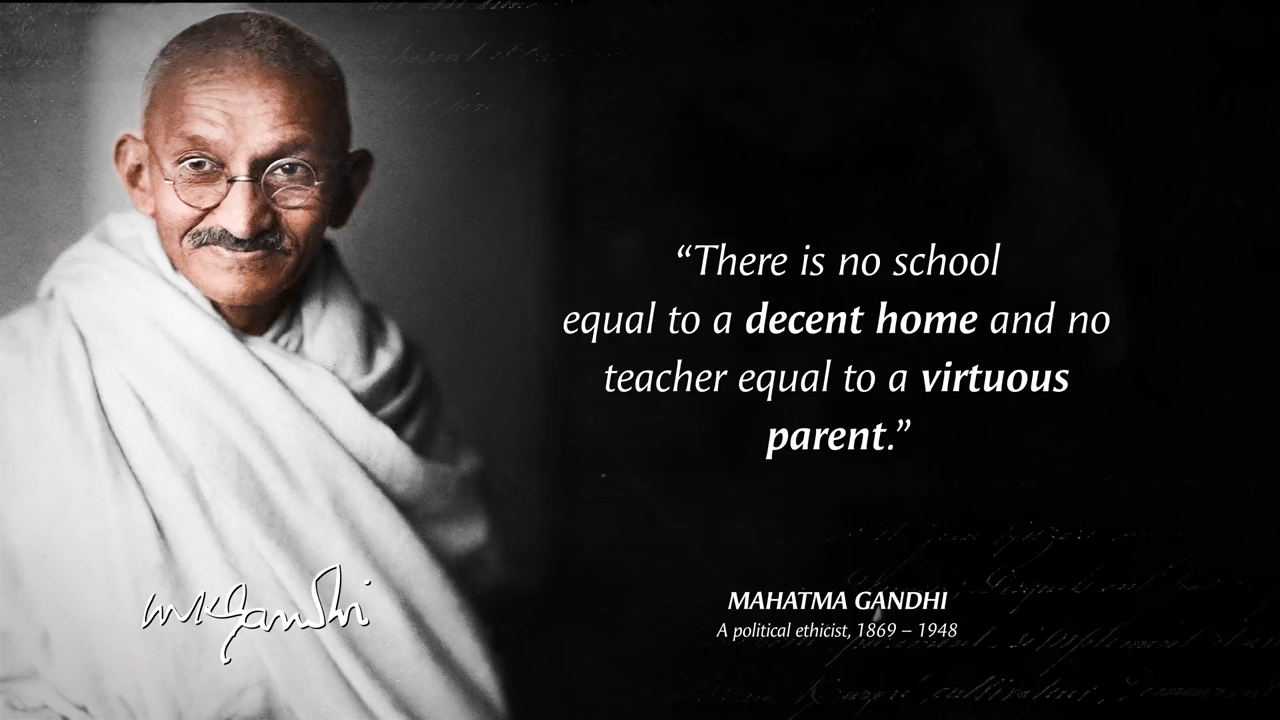 “There is no school
equal to a decent home and no
teacher equal to a virtuous
parent.”
MKGandhi
MAHATMA GANDHI
A political ethicist, 1869 – 1948